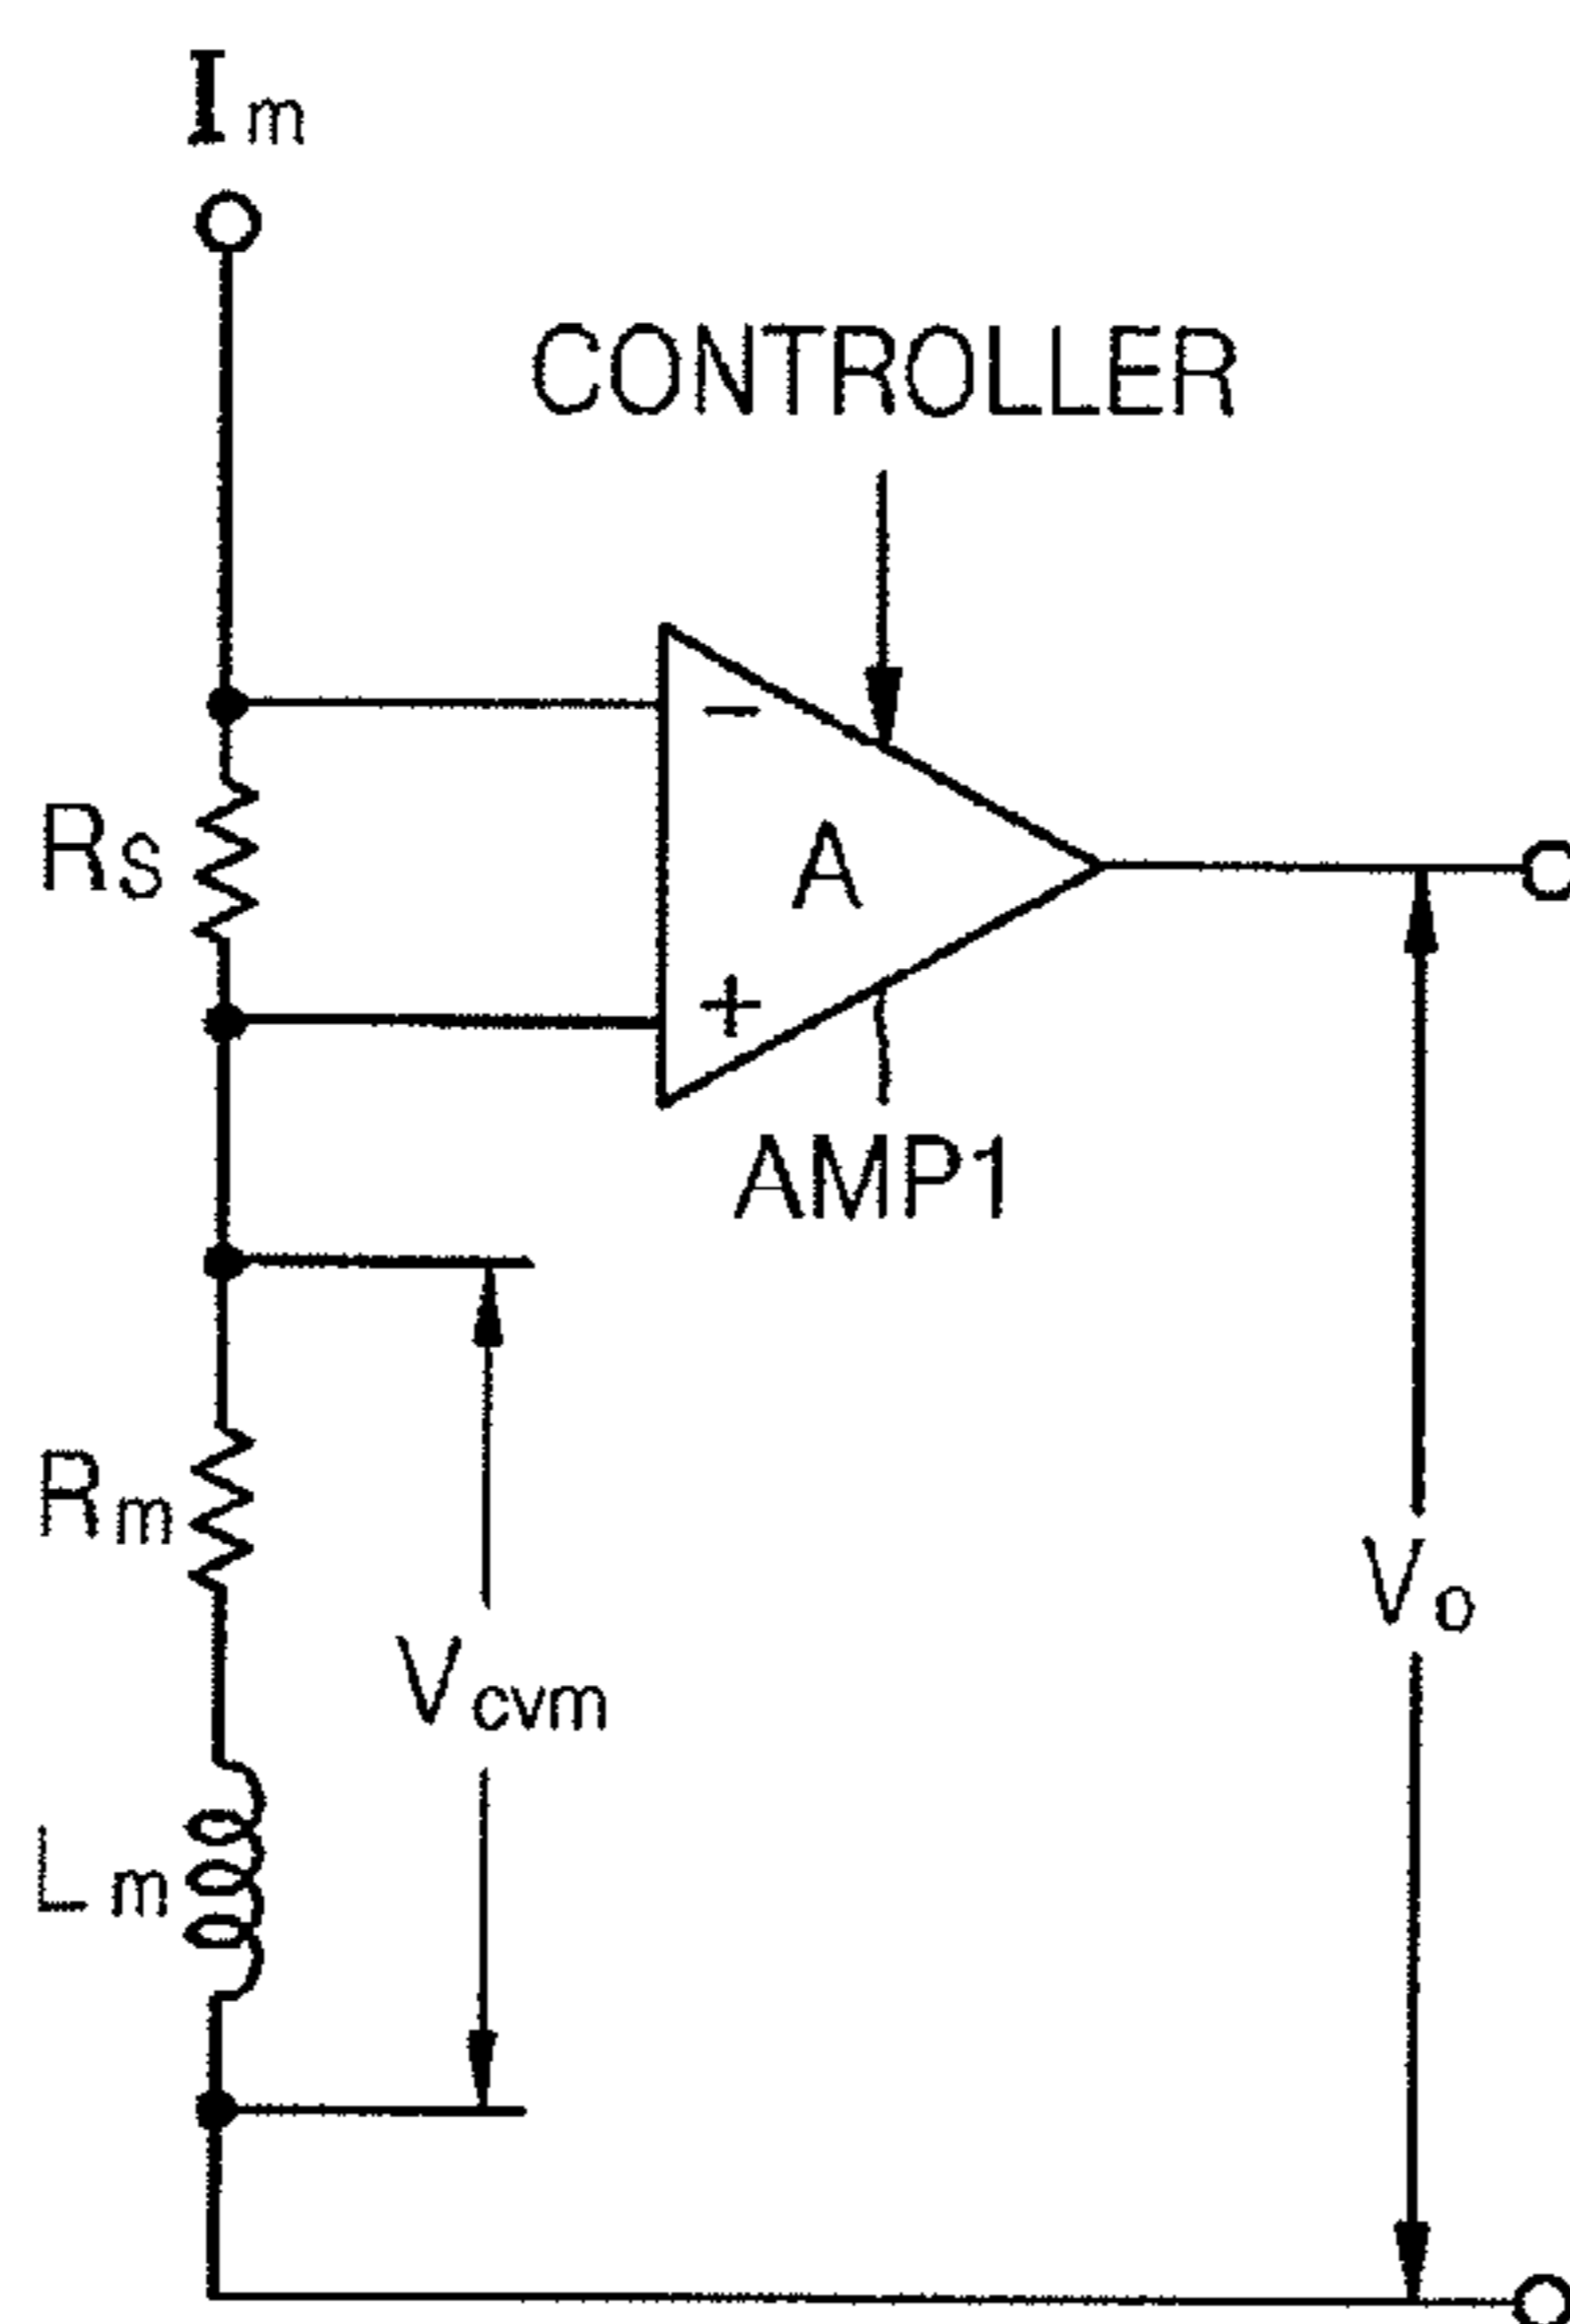 Im
CONTROLLER
-
Rs
A
+
AMP1
Rm
Vo
Vcvm
Lm